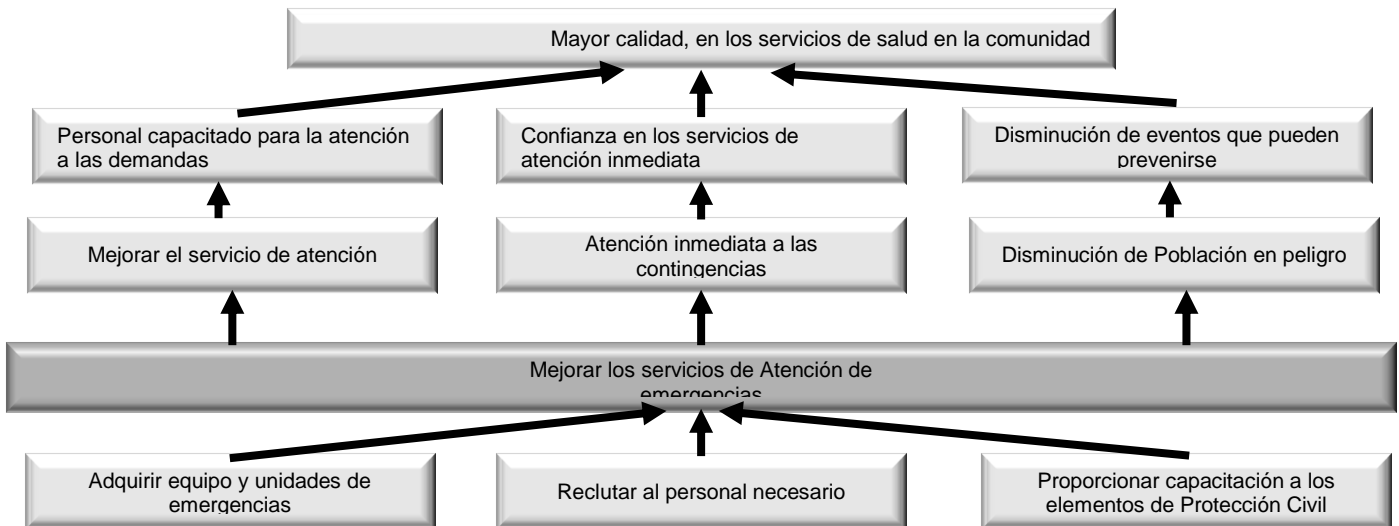 Mayor calidad, en los servicios de salud en la comunidad
Personal capacitado para la atención
a las demandas
Confianza en los servicios de
atención inmediata
Disminución de eventos que pueden
prevenirse
Mejorar el servicio de atención
Atención inmediata a las
contingencias
Disminución de Población en peligro
Mejorar los servicios de Atención de
emergencias
Adquirir equipo y unidades de
emergencias
Reclutar al personal necesario
Proporcionar capacitación a los
elementos de Protección Civil